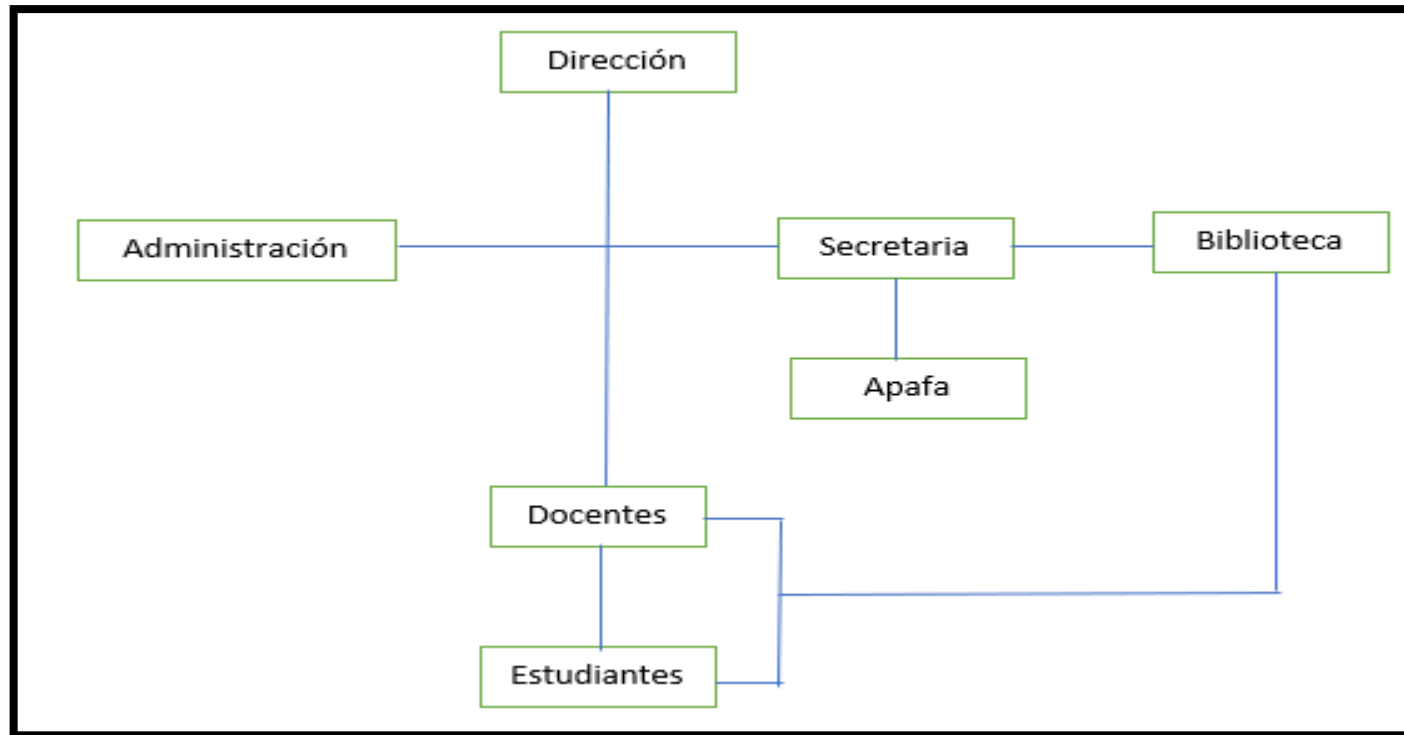 Dirección
Administración
Secretaria
Biblioteca
Apafa
Docentes
Estudiantes